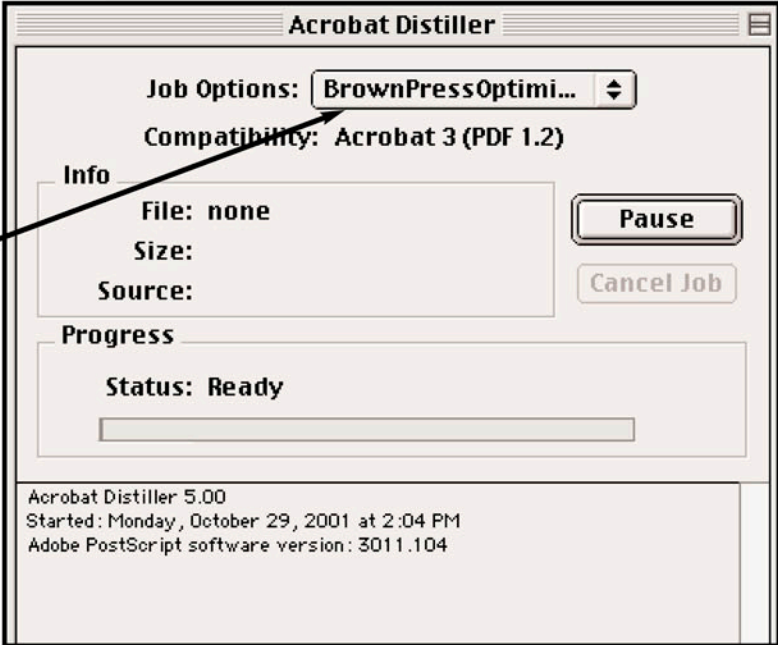 Acrobat Distiller
Job Options: BrownPressOptimi...
Compatibility: Acrobat 3 (PDF 1.2)
Info
File: none
Size:
Source:
Pause
Cancel Job
Progress
Status: Ready
Acrobat Distiller 5.00
Started: Monday, October 29, 2001 at 2:04 PM
Adobe PostScript software version: 3011.104